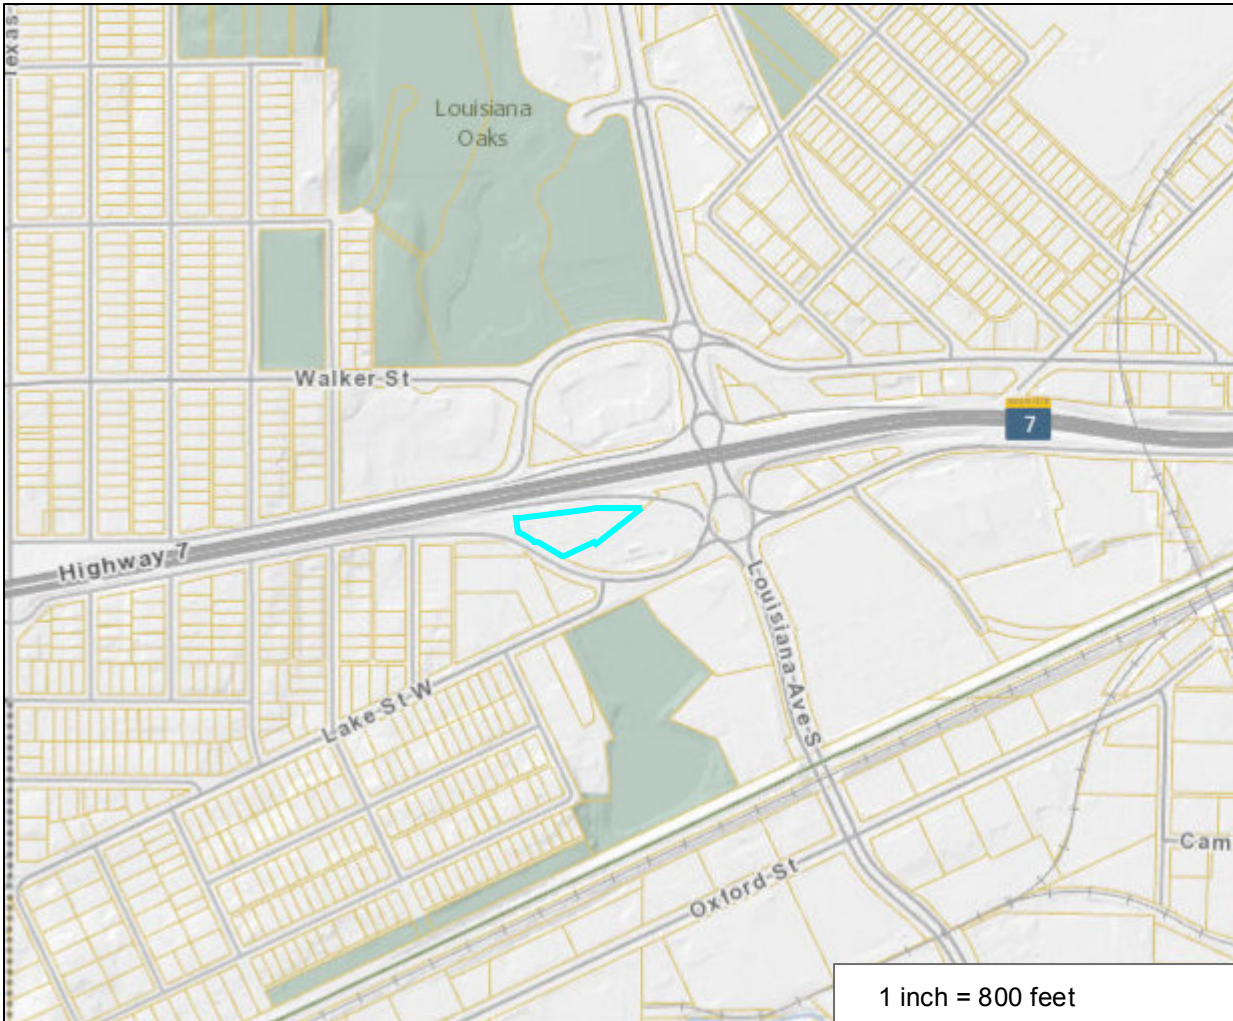 Texas
Louisiana
Oaks
Walker St
7
Highway 7
Louisiana Ave S
Lake St W
Oxford St
Cam
1 inch = 800 feet